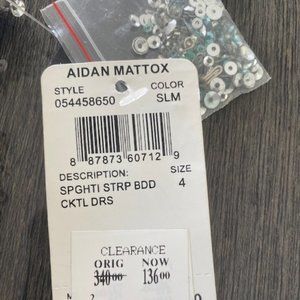 AIDAN MATTOX
STYLE COLOR
054458650 SLM
8 87873 60712 9
DESCRIPTION: SIZE
SPGHTI STRP BDD 4
CKTL DRS
CLEARANCE
ORIG NOW
340.00 136.00